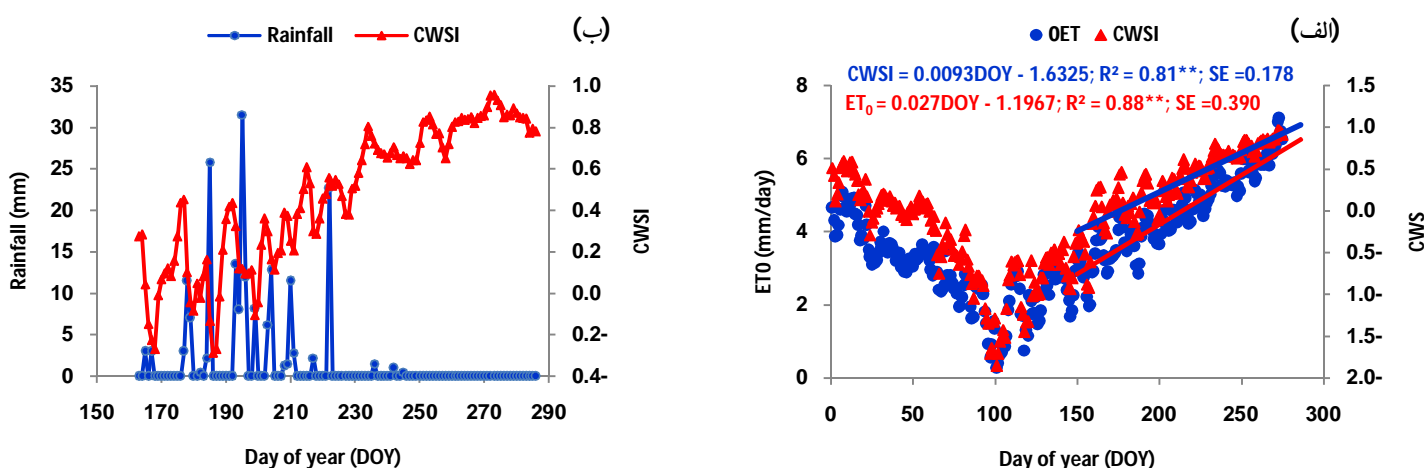 Rainfall CWSI (ب)
35
30
25
20
15
10
5
0
Rainfall (mm)
1.0
0.8
0.6
0.4
0.2
0.0
0.2-
0.4-
CWSI
150 170 190 210 230 250 270 290
Day of year (DOY)
OET CWSI (الف)
CWSI = 0.0093DOY - 1.6325; R² = 0.81**; SE =0.178
ET₀ = 0.027DOY - 1.1967; R² = 0.88**; SE =0.390
8
6
4
2
0
ET0 (mm/day)
1.5
1.0
0.5
0.0
0.5-
1.0-
1.5-
2.0-
CWS
0 50 100 150 200 250 300
Day of year (DOY)